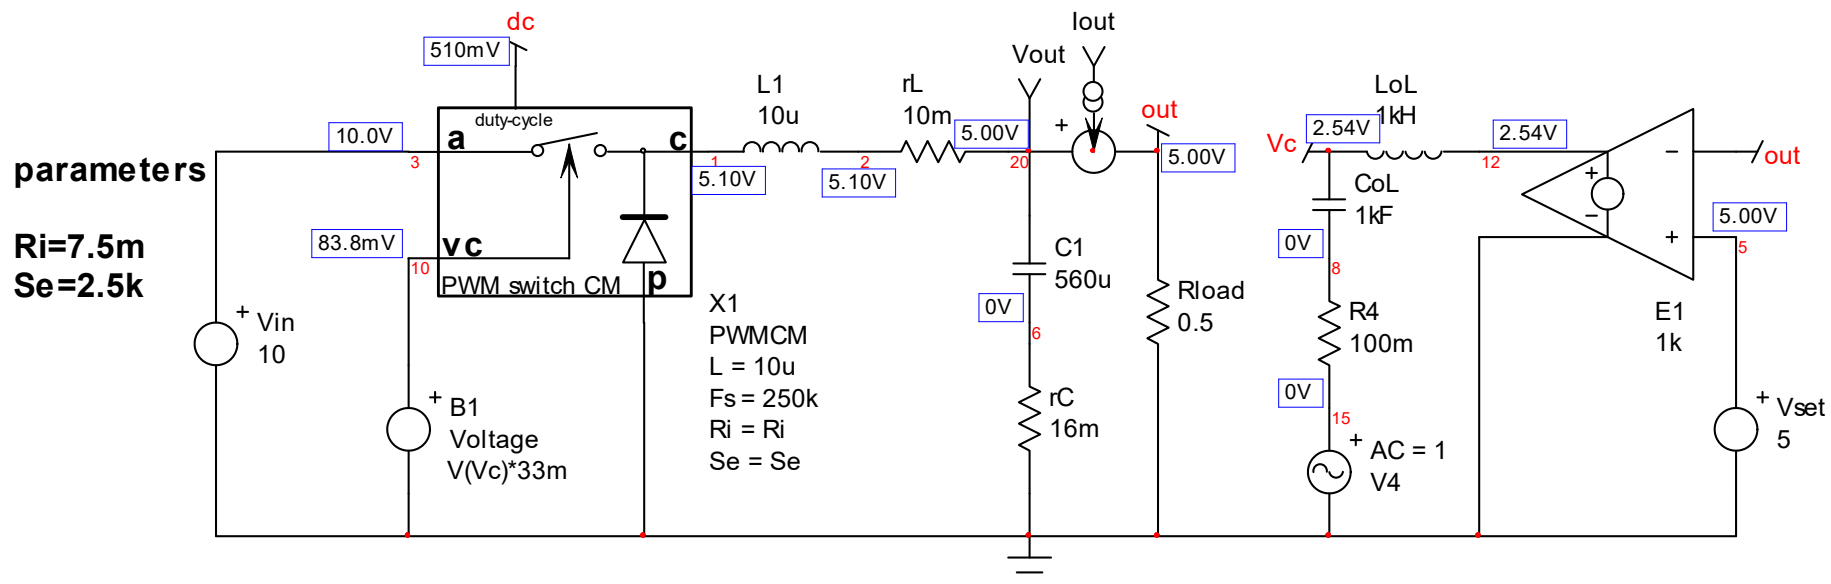 parameters
Ri=7.5m
Se=2.5k
dc
510mV
duty-cycle
a
c
vc
p
PWM switch CM
10.0V
3
83.8mV
10
+
Vin
10
+
B1
Voltage
V(Vc)*33m
X1
PWMCM
L = 10u
Fs = 250k
Ri = Ri
Se = Se
L1
10u
1
5.10V
2
5.10V
rL
10m
5.00V
20
Vout
Iout
+
out
5.00V
C1
560u
0V
6
rC
16m
Rload
0.5
Vc
2.54V
LoL
1kH
2.54V
12
CoL
1kF
0V
8
R4
100m
0V
15
+
AC = 1
V4
+
−
−
+
out
5.00V
5
E1
1k
+
Vset
5